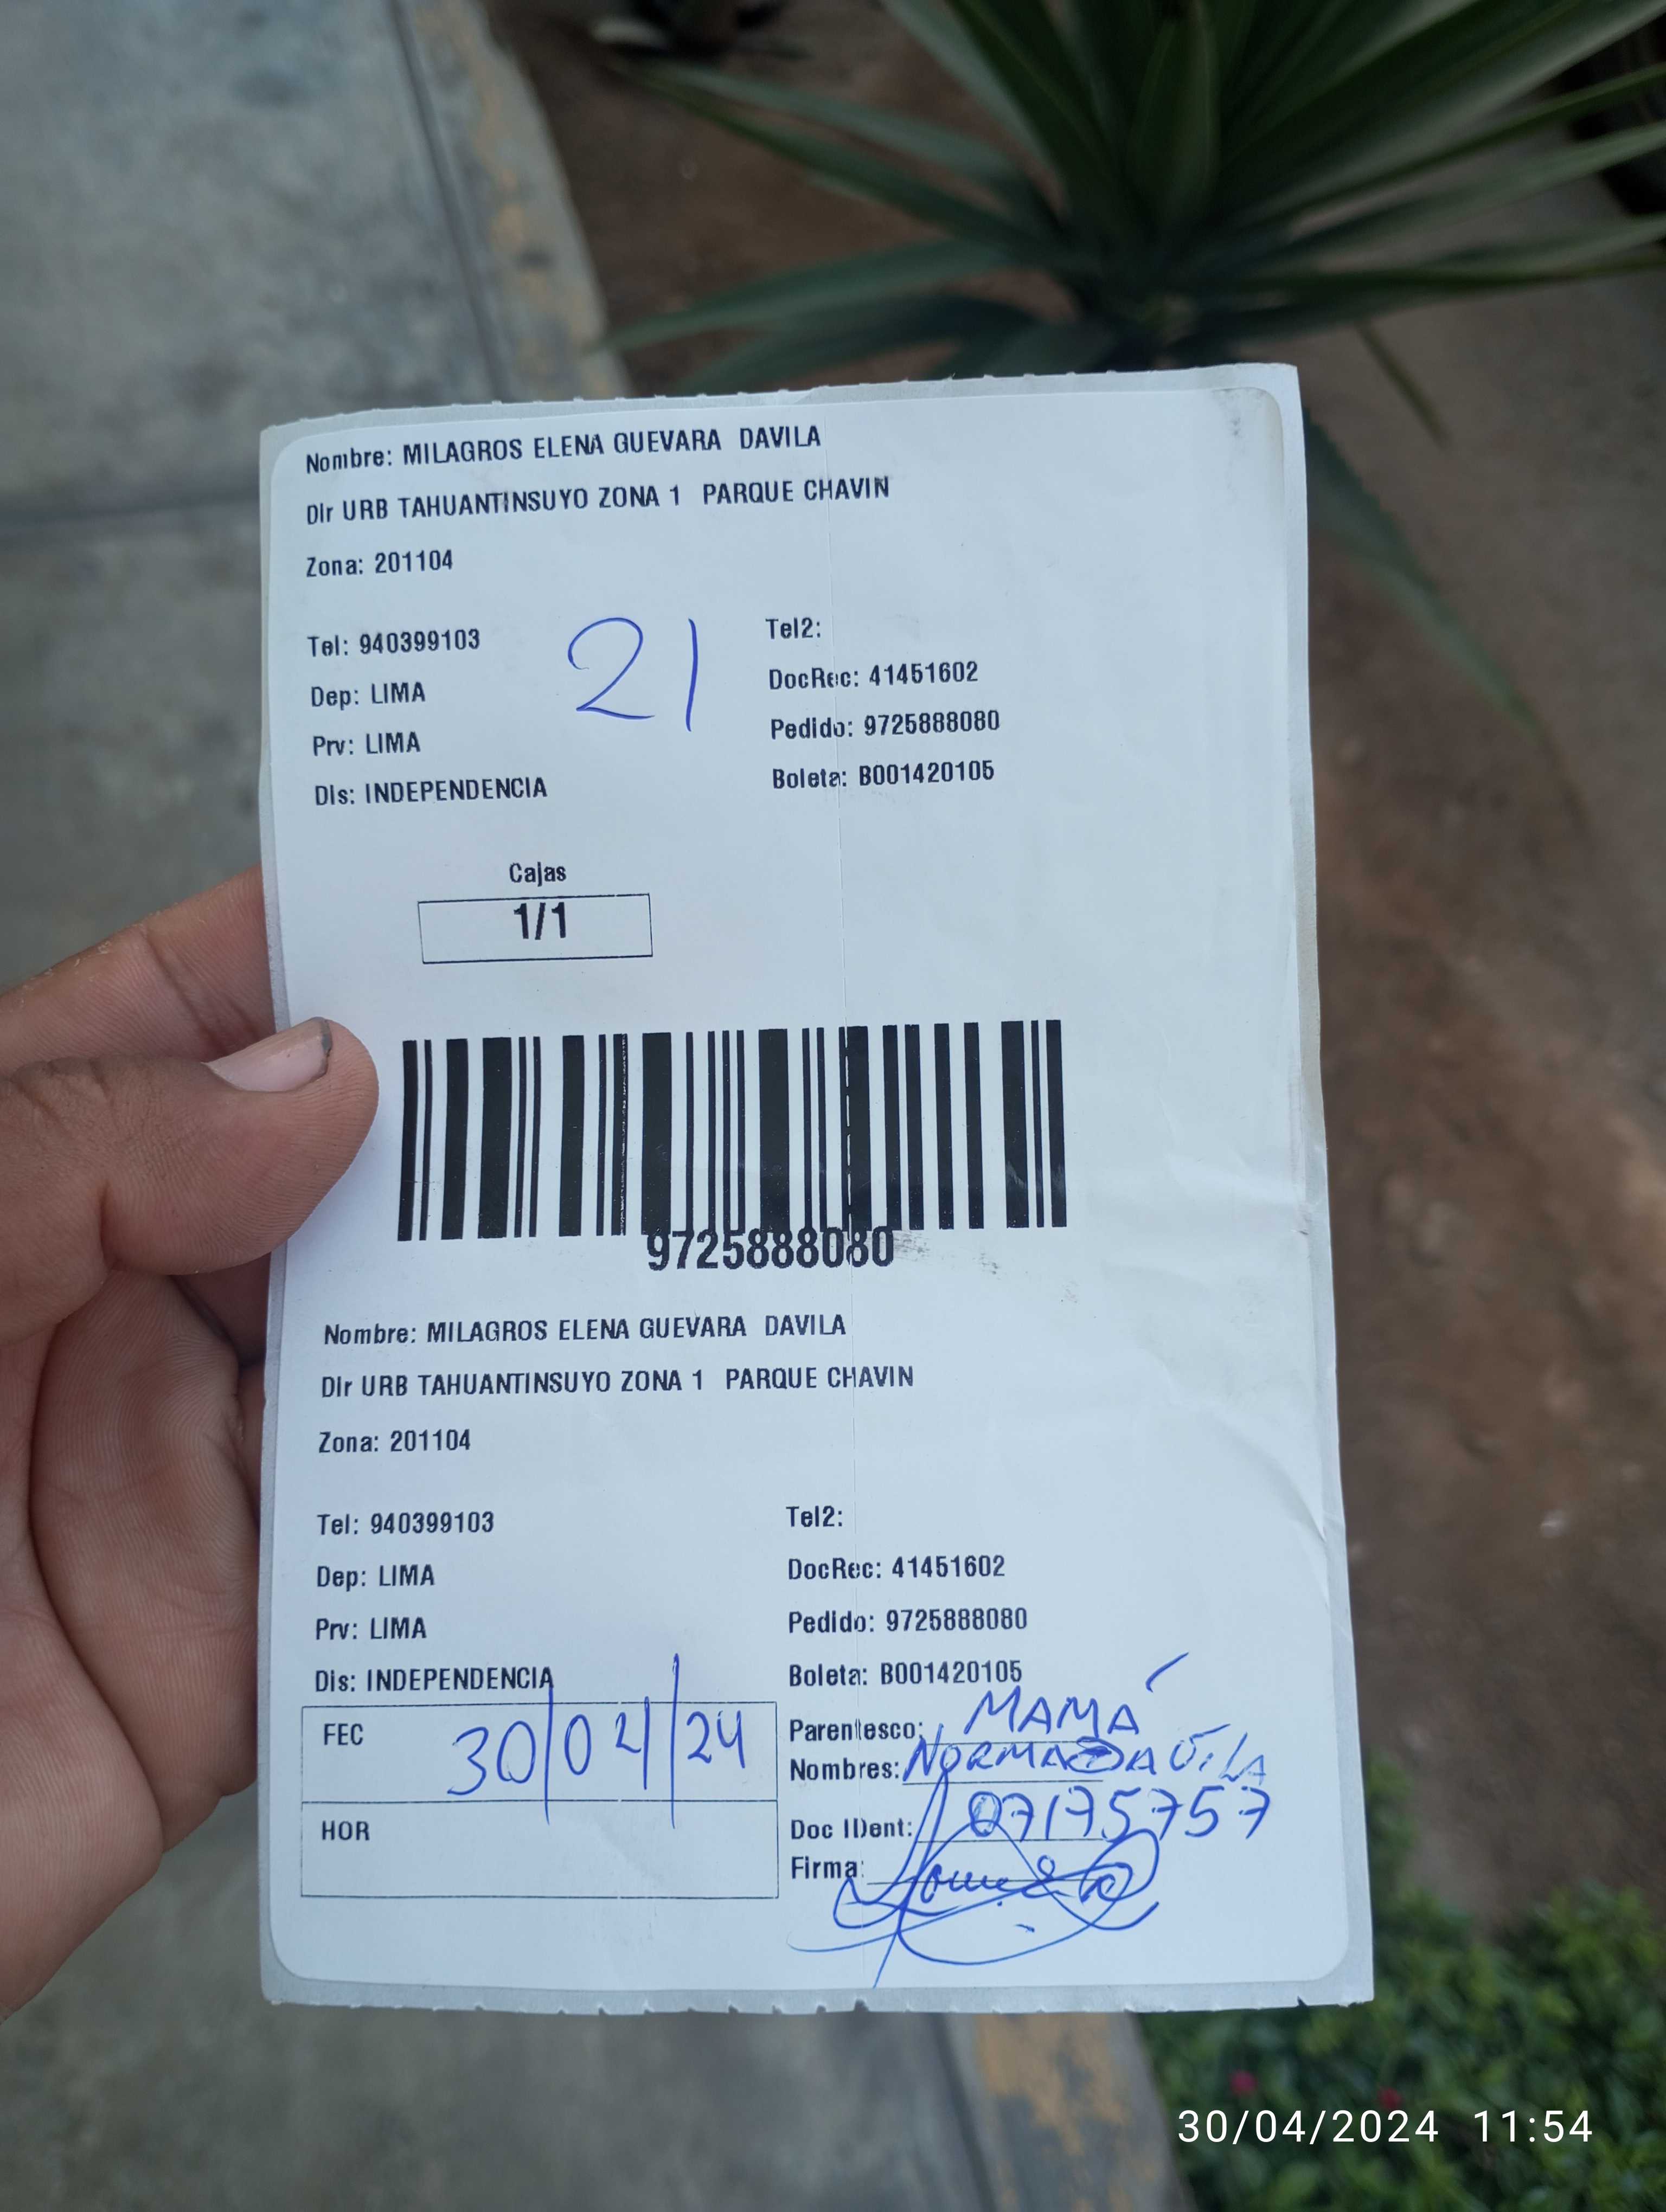 Nombre: MILAGROS ELENA GUEVARA DAVILA
Dir URB TAHUANTINSUYO ZONA 1 PARQUE CHAVIN
Zona: 201104
Tel: 940399103
21
Tel2:
Dep: LIMA
DocRec: 41451602
Prv: LIMA
Pedido: 9725888080
Dis: INDEPENDENCIA
Boleta: B001420105
Cajas
1/1
9725888080
Nombre: MILAGROS ELENA GUEVARA DAVILA
Dir URB TAHUANTINSUYO ZONA 1 PARQUE CHAVIN
Zona: 201104
Tel: 940399103
Tel2:
Dep: LIMA
DocRec: 41451602
Prv: LIMA
Pedido: 9725888080
Dis: INDEPENDENCIA
Boleta: B001420105
FEC 30/04/24
Parentesco: MAMÁ
Nombres: NORMA DAVILA
HOR
Doc IDent: 07175757
Firma:
30/04/2024 11:54